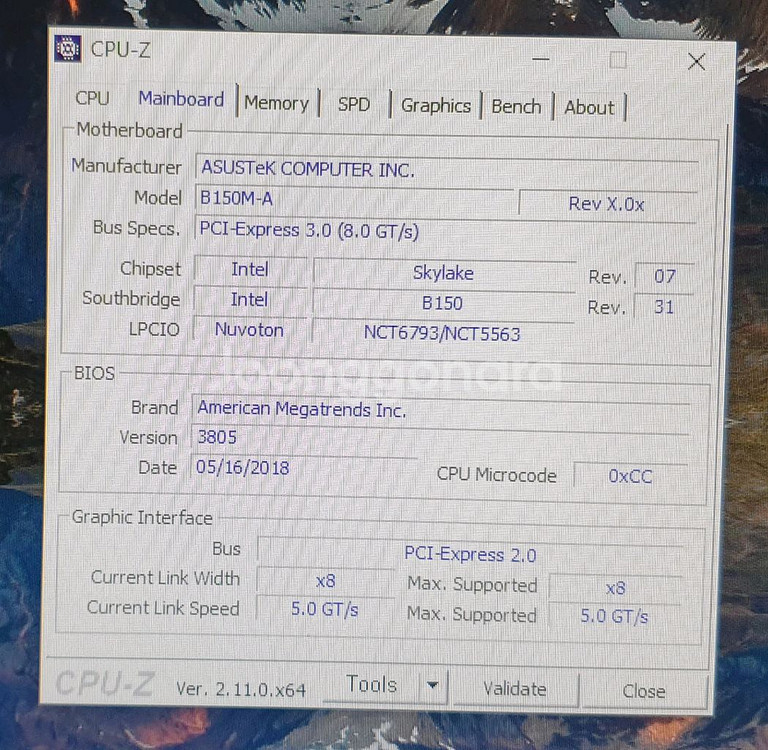 CPU-Z
CPU Mainboard Memory SPD Graphics Bench About
Motherboard
Manufacturer ASUSTeK COMPUTER INC.
Model B150M-A Rev X.0x
Bus Specs. PCI-Express 3.0 (8.0 GT/s)
Chipset Intel Skylake Rev. 07
Southbridge Intel B150 Rev. 31
LPCIO Nuvoton NCT6793/NCT5563
joonggonara
BIOS
Brand American Megatrends Inc.
Version 3805
Date 05/16/2018 CPU Microcode 0xCC
Graphic Interface
Bus PCI-Express 2.0
Current Link Width x8 Max. Supported x8
Current Link Speed 5.0 GT/s Max. Supported 5.0 GT/s
CPU-Z Ver. 2.11.0.x64 Tools Validate Close